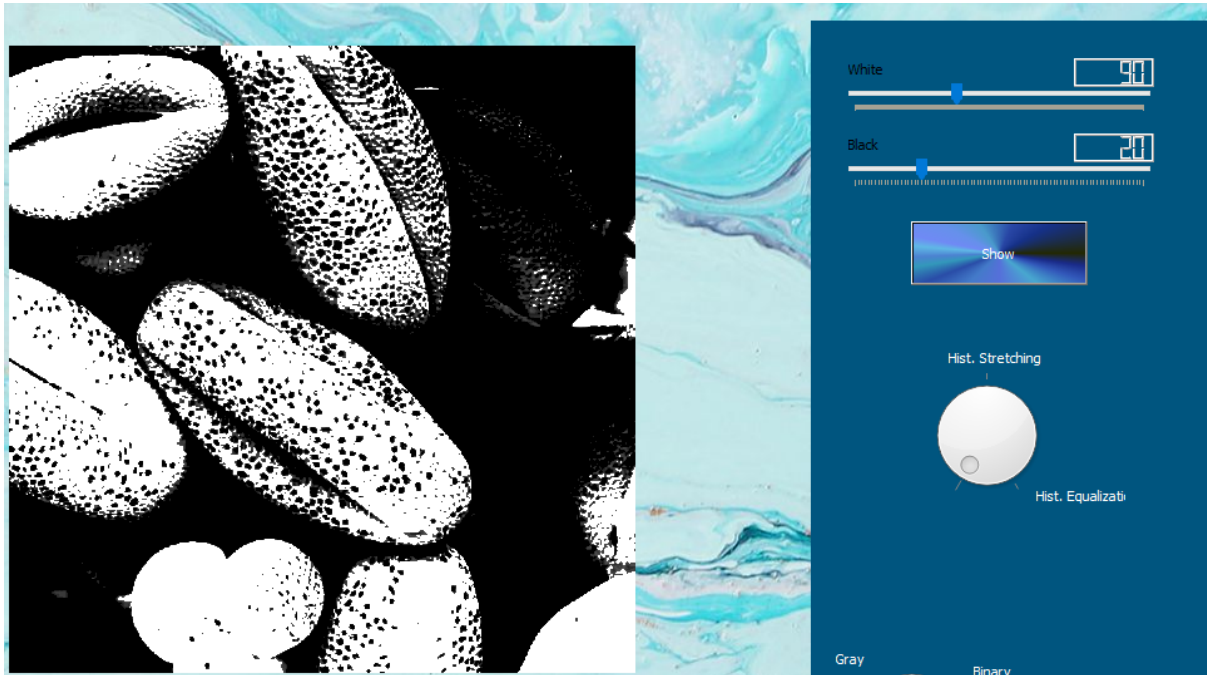 White
90
Black
20
Show
Hist. Stretching
Hist. Equalizati
Gray
Binary